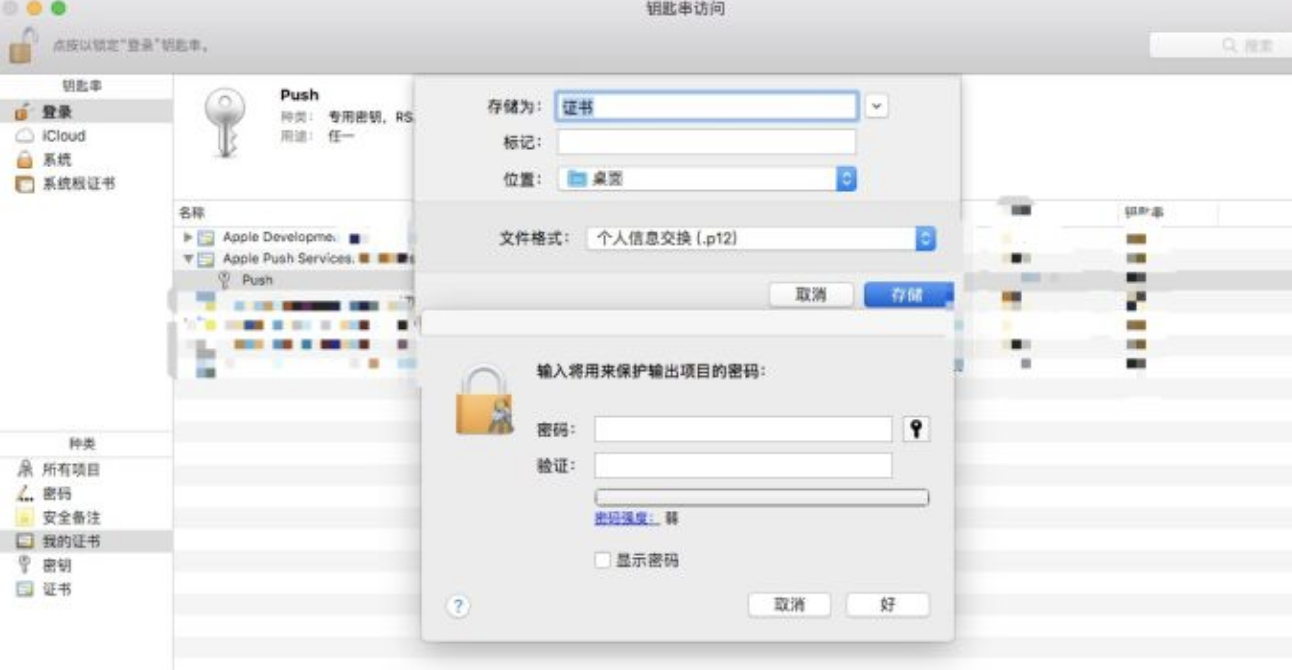 钥匙串访问
点按以锁定“登录”钥匙串。
搜索
钥匙串
登录
iCloud
系统
系统根证书
Push
种类: 专用密钥, RS
用途: 任一
存储为:
证书
标记:
位置:
桌面
文件格式:
个人信息交换 (.p12)
取消
存储
名称
钥匙串
Apple Developme
Apple Push Services.
Push
输入将用来保护输出项目的密码:
密码:
验证:
密码强度: 弱
显示密码
?
取消
好
种类
所有项目
密码
安全备注
我的证书
密钥
证书